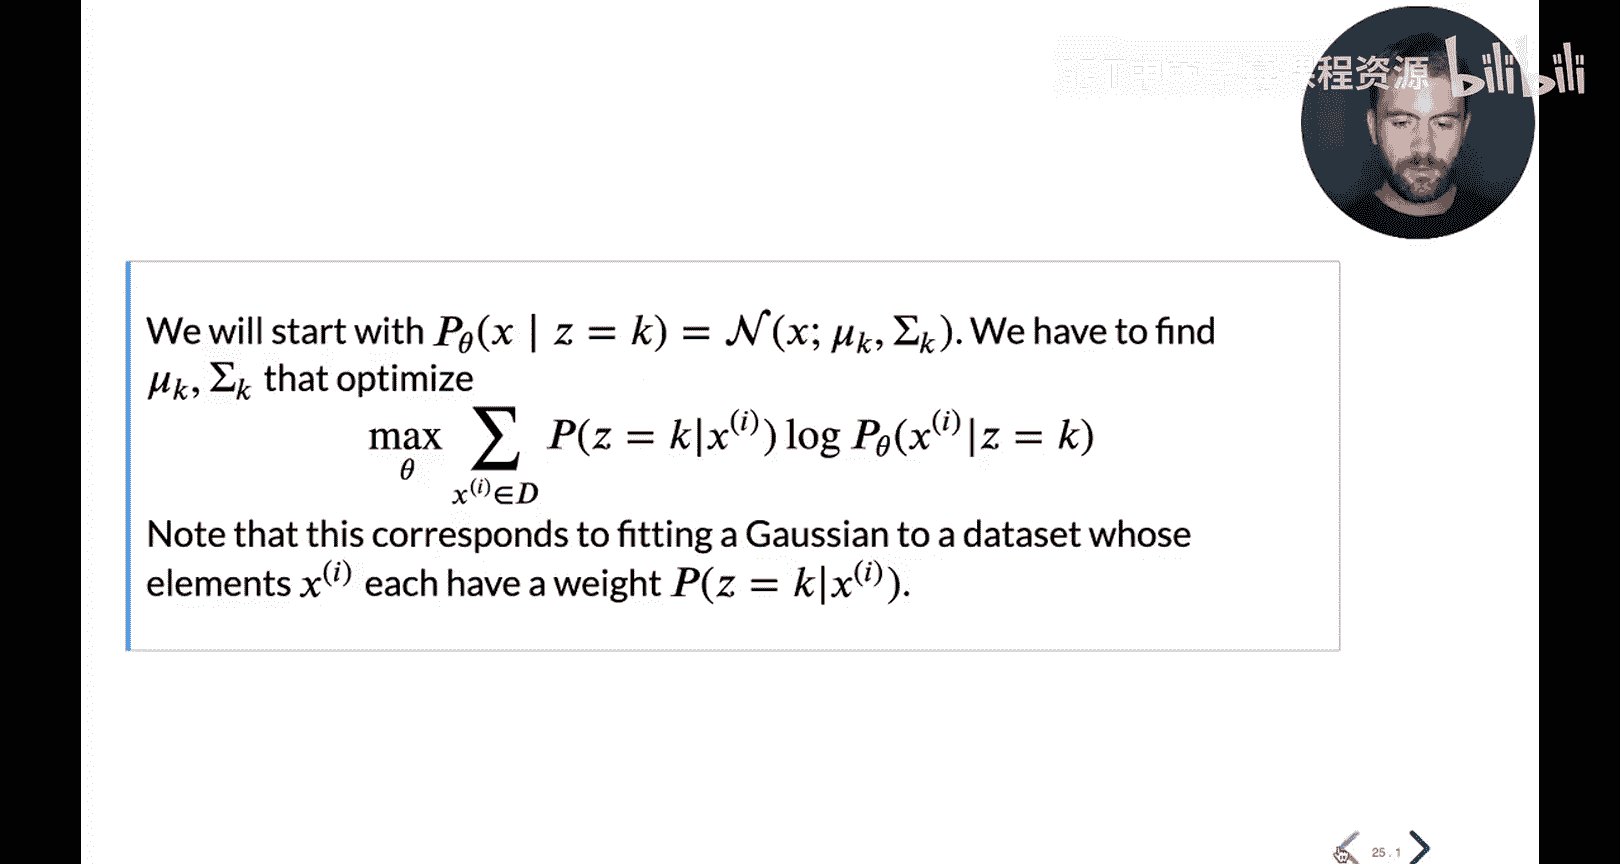 程资源 bilibili
We will start with P_θ(x | z = k) = 𝒩(x; μ_k, Σ_k). We have to find
μ_k, Σ_k that optimize
max_θ ∑_{x^{(i)}∈D} P(z = k|x^{(i)}) log P_θ(x^{(i)}|z = k)
Note that this corresponds to fitting a Gaussian to a dataset whose
elements x^{(i)} each have a weight P(z = k|x^{(i)}).
25.1